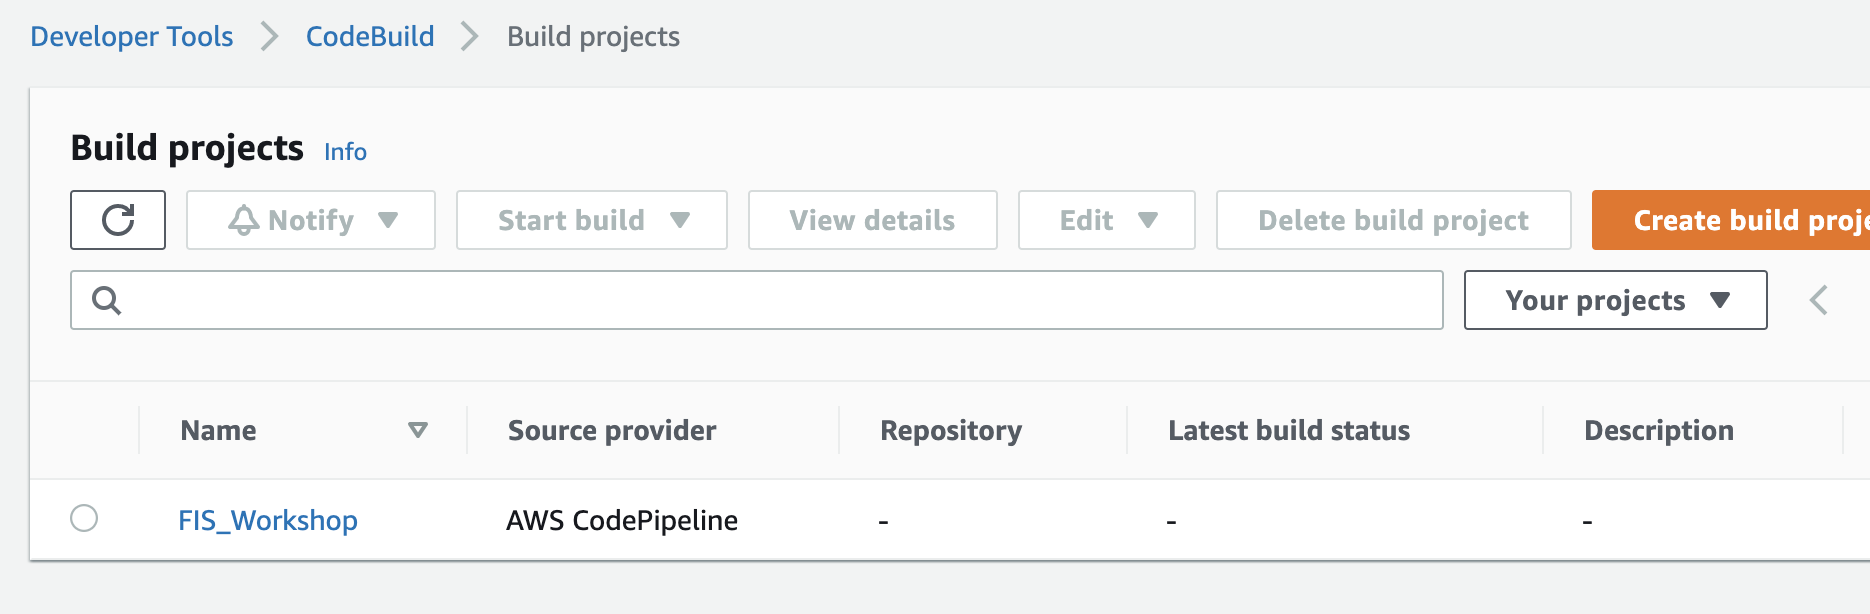 Developer Tools > CodeBuild > Build projects
Build projects Info
Notify Start build View details Edit Delete build project Create build proje
Your projects
Name Source provider Repository Latest build status Description
FIS_Workshop AWS CodePipeline - - -